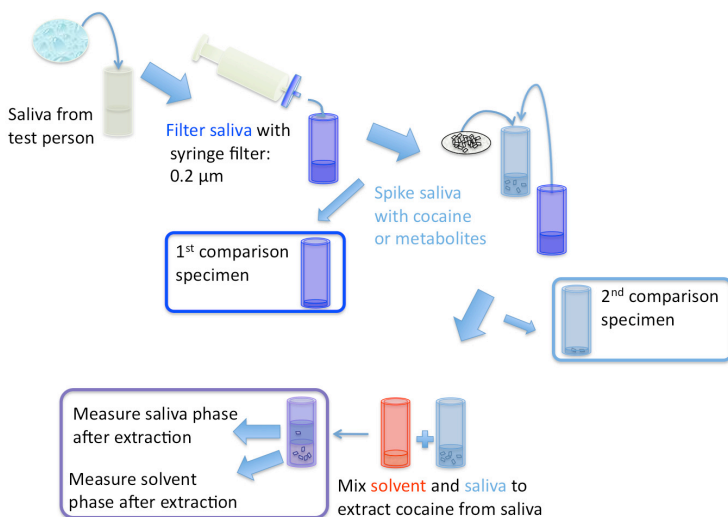 Saliva from
test person
Filter saliva with
syringe filter:
0.2 µm
Spike saliva
with cocaine
or metabolites
1st comparison
specimen
2nd comparison
specimen
Measure saliva phase
after extraction
Measure solvent
phase after extraction
Mix solvent and saliva to
extract cocaine from saliva